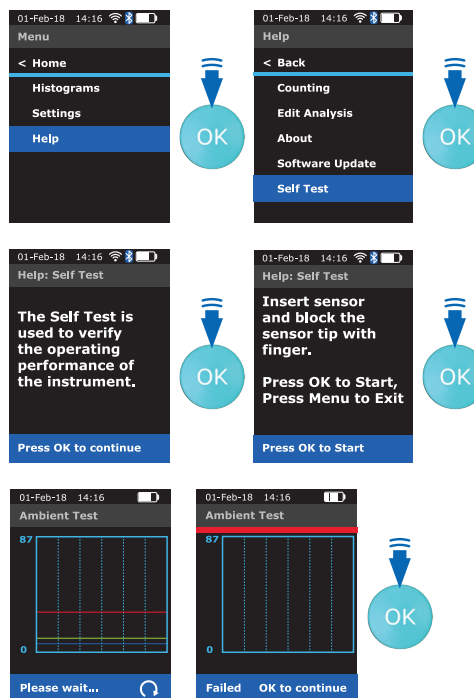 01-Feb-18 14:16
Menu
< Home
Histograms
Settings
Help
OK
01-Feb-18 14:16
Help
< Back
Counting
Edit Analysis
About
Software Update
Self Test
OK
01-Feb-18 14:16
Help: Self Test
The Self Test is
used to verify
the operating
performance of
the instrument.
Press OK to continue
OK
01-Feb-18 14:16
Help: Self Test
Insert sensor
and block the
sensor tip with
finger.
Press OK to Start,
Press Menu to Exit
Press OK to Start
OK
01-Feb-18 14:16
Ambient Test
87
0
Please wait...
01-Feb-18 14:16
Ambient Test
87
0
Failed OK to continue
OK